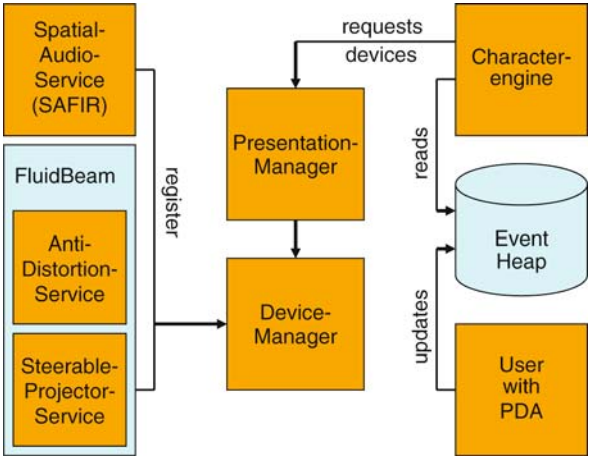 Spatial-
Audio-
Service
(SAFIR)
FluidBeam
Anti-
Distortion-
Service
Steerable-
Projector-
Service
register
requests
devices
Presentation-
Manager
Device-
Manager
Character-
engine
reads
Event
Heap
updates
User
with
PDA